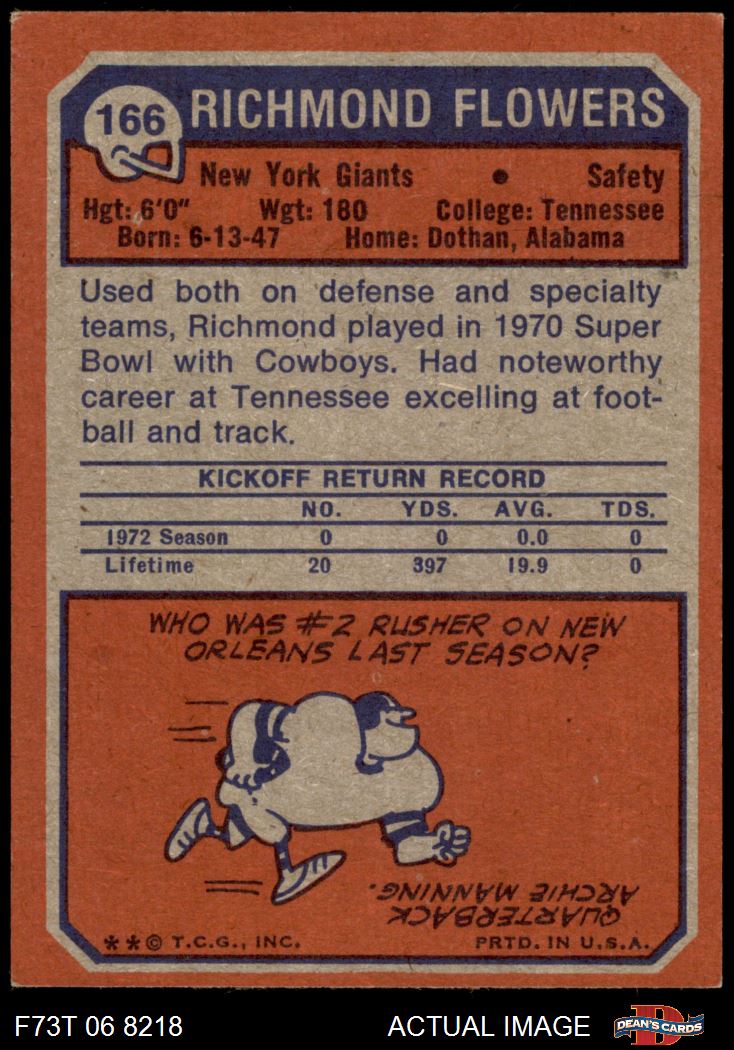 166 RICHMOND FLOWERS
New York Giants • Safety
Hgt: 6'0" Wgt: 180 College: Tennessee
Born: 6-13-47 Home: Dothan, Alabama
Used both on defense and specialty
teams, Richmond played in 1970 Super
Bowl with Cowboys. Had noteworthy
career at Tennessee excelling at foot-
ball and track.
KICKOFF RETURN RECORD
NO. YDS. AVG. TDS.
1972 Season 0 0 0.0 0
Lifetime 20 397 19.9 0
WHO WAS #2 RUSHER ON NEW
ORLEANS LAST SEASON?
QUARTERBACK
ARCHIE MANNING.
**© T.C.G., INC. PRTD. IN U.S.A.
F73T 06 8218 ACTUAL IMAGE D DEAN'S CARDS